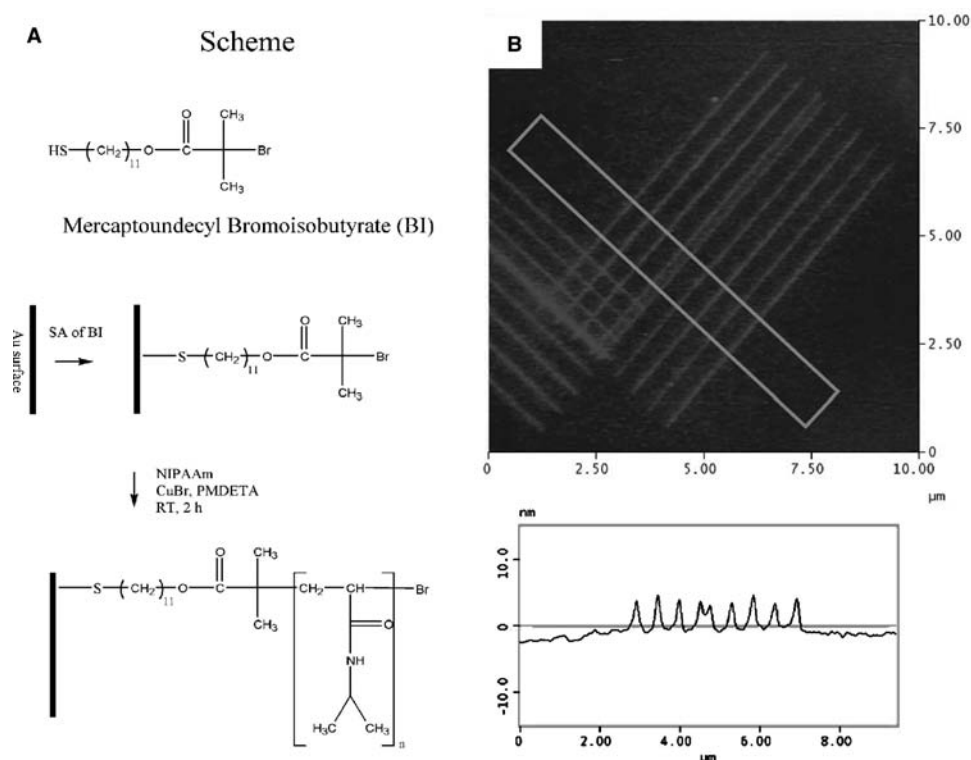 A
Scheme
O
CH₃
HS
(CH₂)
11
O
C
Br
CH₃
Mercaptoundecyl Bromoisobutyrate (BI)
Au surface
SA of BI
O
CH₃
S
(CH₂)
11
O
C
Br
CH₃
NIPAAm
CuBr, PMDETA
RT, 2 h
O
CH₃
S
(CH₂)
11
O
C
CH₂
CH
Br
CH₃
O
NH
H₃C
CH₃
n
B
10.00
7.50
5.00
2.50
0
0
2.50
5.00
7.50
10.00
µm
nm
10.0
0
-10.0
0
2.00
4.00
6.00
8.00
µm